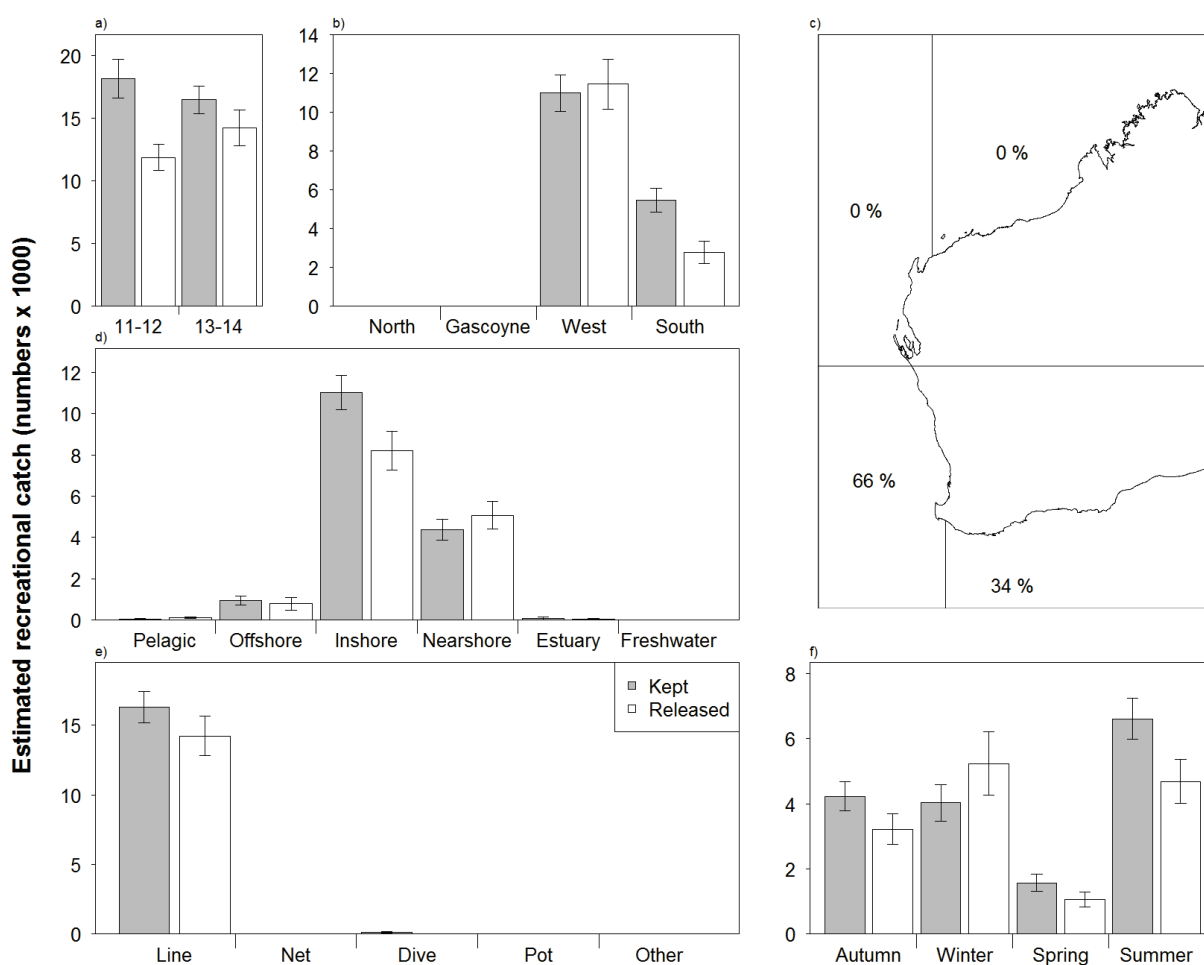 Estimated recreational catch (numbers x 1000)
a)
20
15
10
5
0
11-12 13-14
b)
14
12
10
8
6
4
2
0
North Gascoyne West South
c)
0 %
0 %
66 %
34 %
d)
12
10
8
6
4
2
0
Pelagic Offshore Inshore Nearshore Estuary Freshwater
e)
15
10
5
0
Kept
Released
Line Net Dive Pot Other
f)
8
6
4
2
0
Autumn Winter Spring Summer